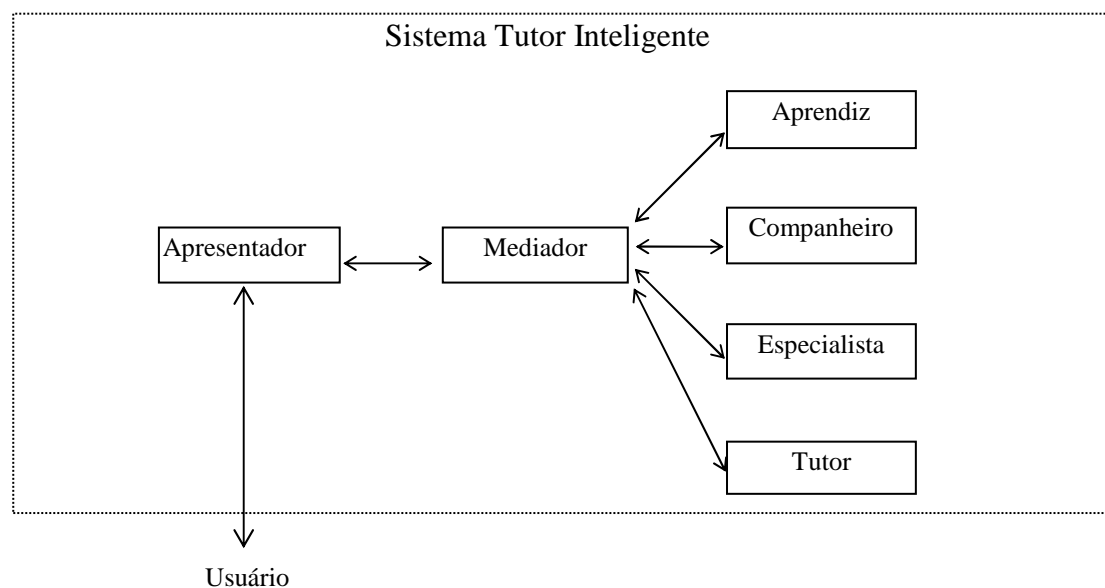 Sistema Tutor Inteligente
Aprendiz
Companheiro
Apresentador
Mediador
Especialista
Tutor
Usuário